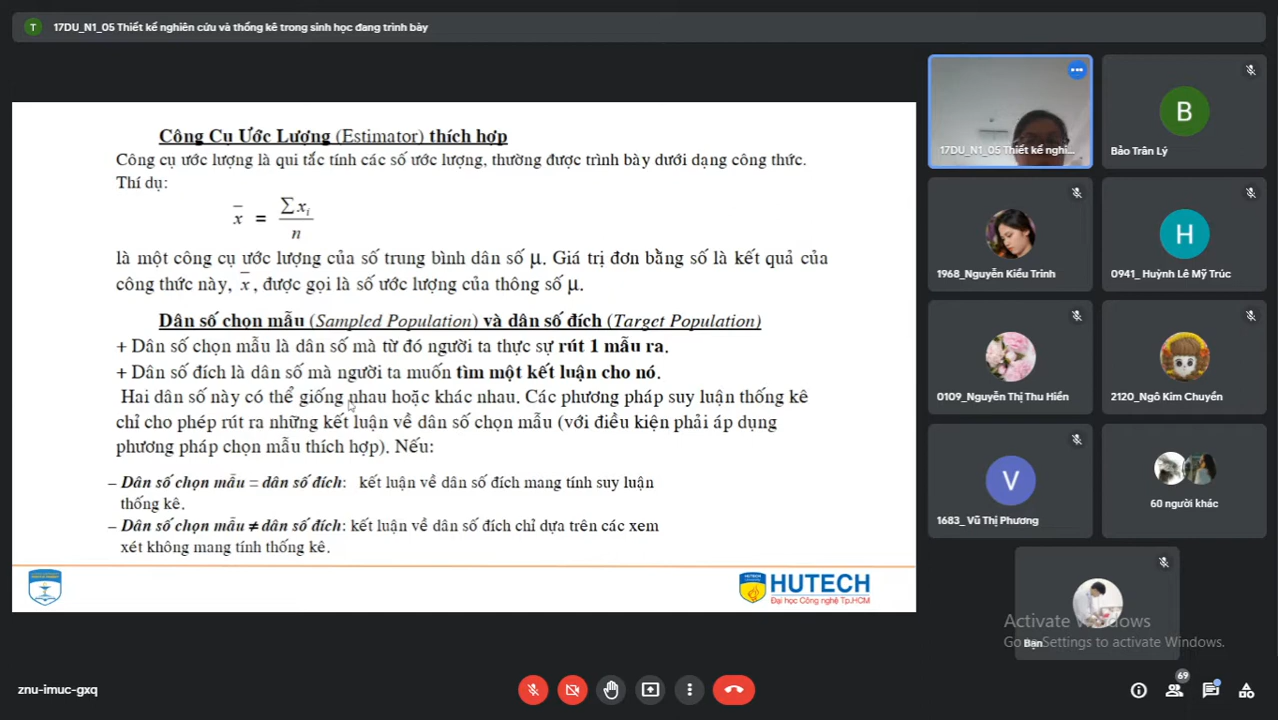 T 17DU_N1_05 Thiết kế nghiên cứu và thống kê trong sinh học đang trình bày
Công Cụ Ước Lượng (Estimator) thích hợp
Công cụ ước lượng là qui tắc tính các số ước lượng, thường được trình bày dưới dạng công thức.
Thí dụ:
x̄ = ∑xᵢ / n
là một công cụ ước lượng của số trung bình dân số μ. Giá trị đơn bằng số là kết quả của
công thức này, x̄, được gọi là số ước lượng của thông số μ.
Dân số chọn mẫu (Sampled Population) và dân số đích (Target Population)
+ Dân số chọn mẫu là dân số mà từ đó người ta thực sự rút 1 mẫu ra.
+ Dân số đích là dân số mà người ta muốn tìm một kết luận cho nó.
Hai dân số này có thể giống nhau hoặc khác nhau. Các phương pháp suy luận thống kê
chỉ cho phép rút ra những kết luận về dân số chọn mẫu (với điều kiện phải áp dụng
phương pháp chọn mẫu thích hợp). Nếu:
– Dân số chọn mẫu = dân số đích: kết luận về dân số đích mang tính suy luận
thống kê.
– Dân số chọn mẫu ≠ dân số đích: kết luận về dân số đích chỉ dựa trên các xem
xét không mang tính thống kê.
HUTECH
Đại học Công nghệ Tp.HCM
17DU_N1_05 Thiết kế nghi...
B
Bảo Trân Lý
1968_Nguyễn Kiều Trinh
H
0941_ Huỳnh Lê Mỹ Trúc
0109_Nguyễn Thị Thu Hiền
2120_Ngô Kim Chuyền
V
1683_ Vũ Thị Phương
60 người khác
Bạn
Activate Windows
Go to Settings to activate Windows.
znu-imuc-gxq
69